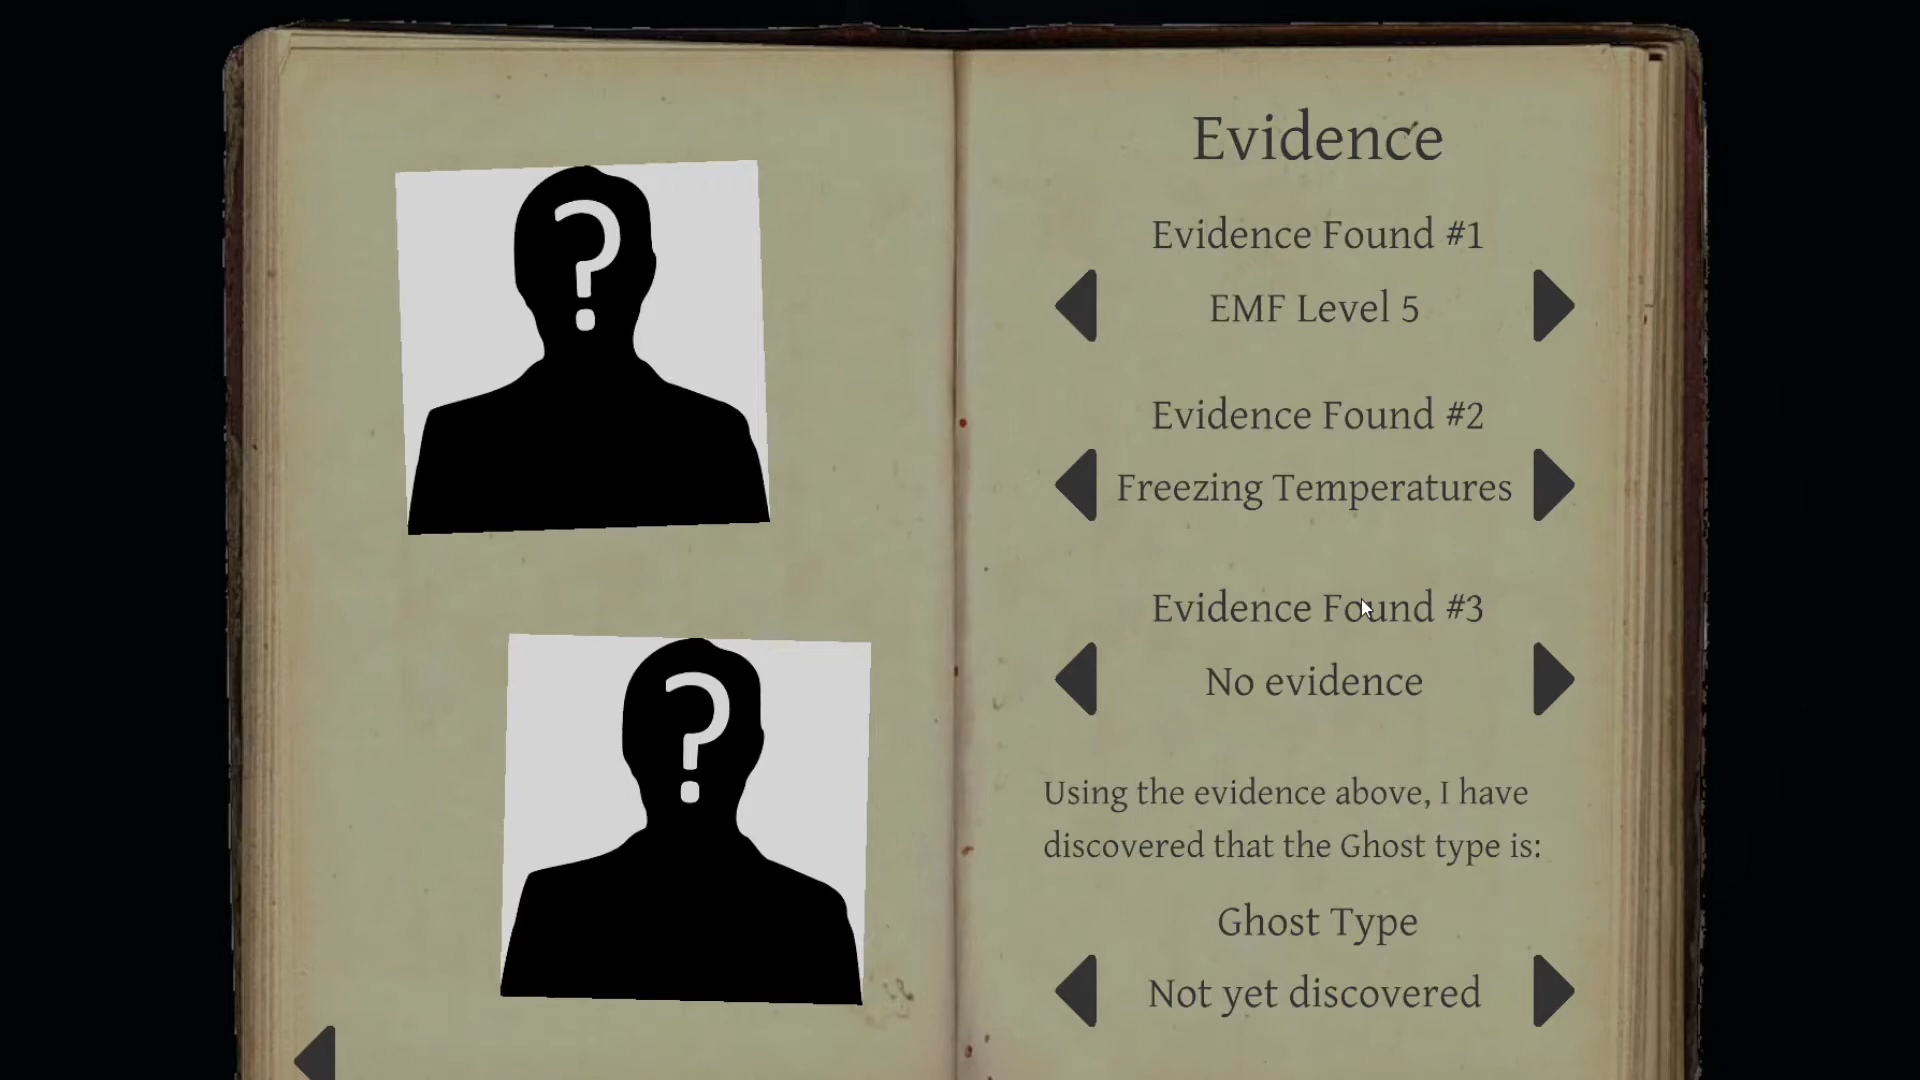 ?
?
Evidence
Evidence Found #1
EMF Level 5
Evidence Found #2
Freezing Temperatures
Evidence Found #3
No evidence
Using the evidence above, I have
discovered that the Ghost type is:
Ghost Type
Not yet discovered